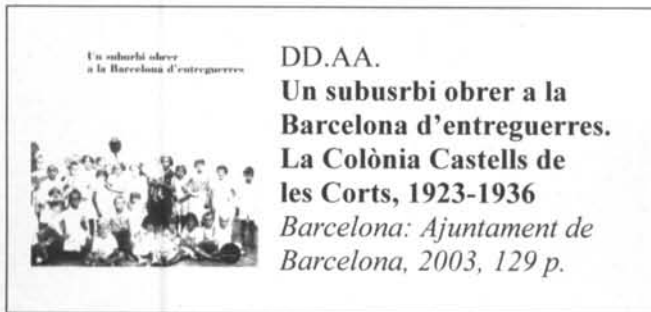 Un suburbi obrer
a la Barcelona d'entreguerres
DD.AA.
Un subusrbi obrer a la
Barcelona d'entreguerres.
La Colònia Castells de
les Corts, 1923-1936
Barcelona: Ajuntament de
Barcelona, 2003, 129 p.